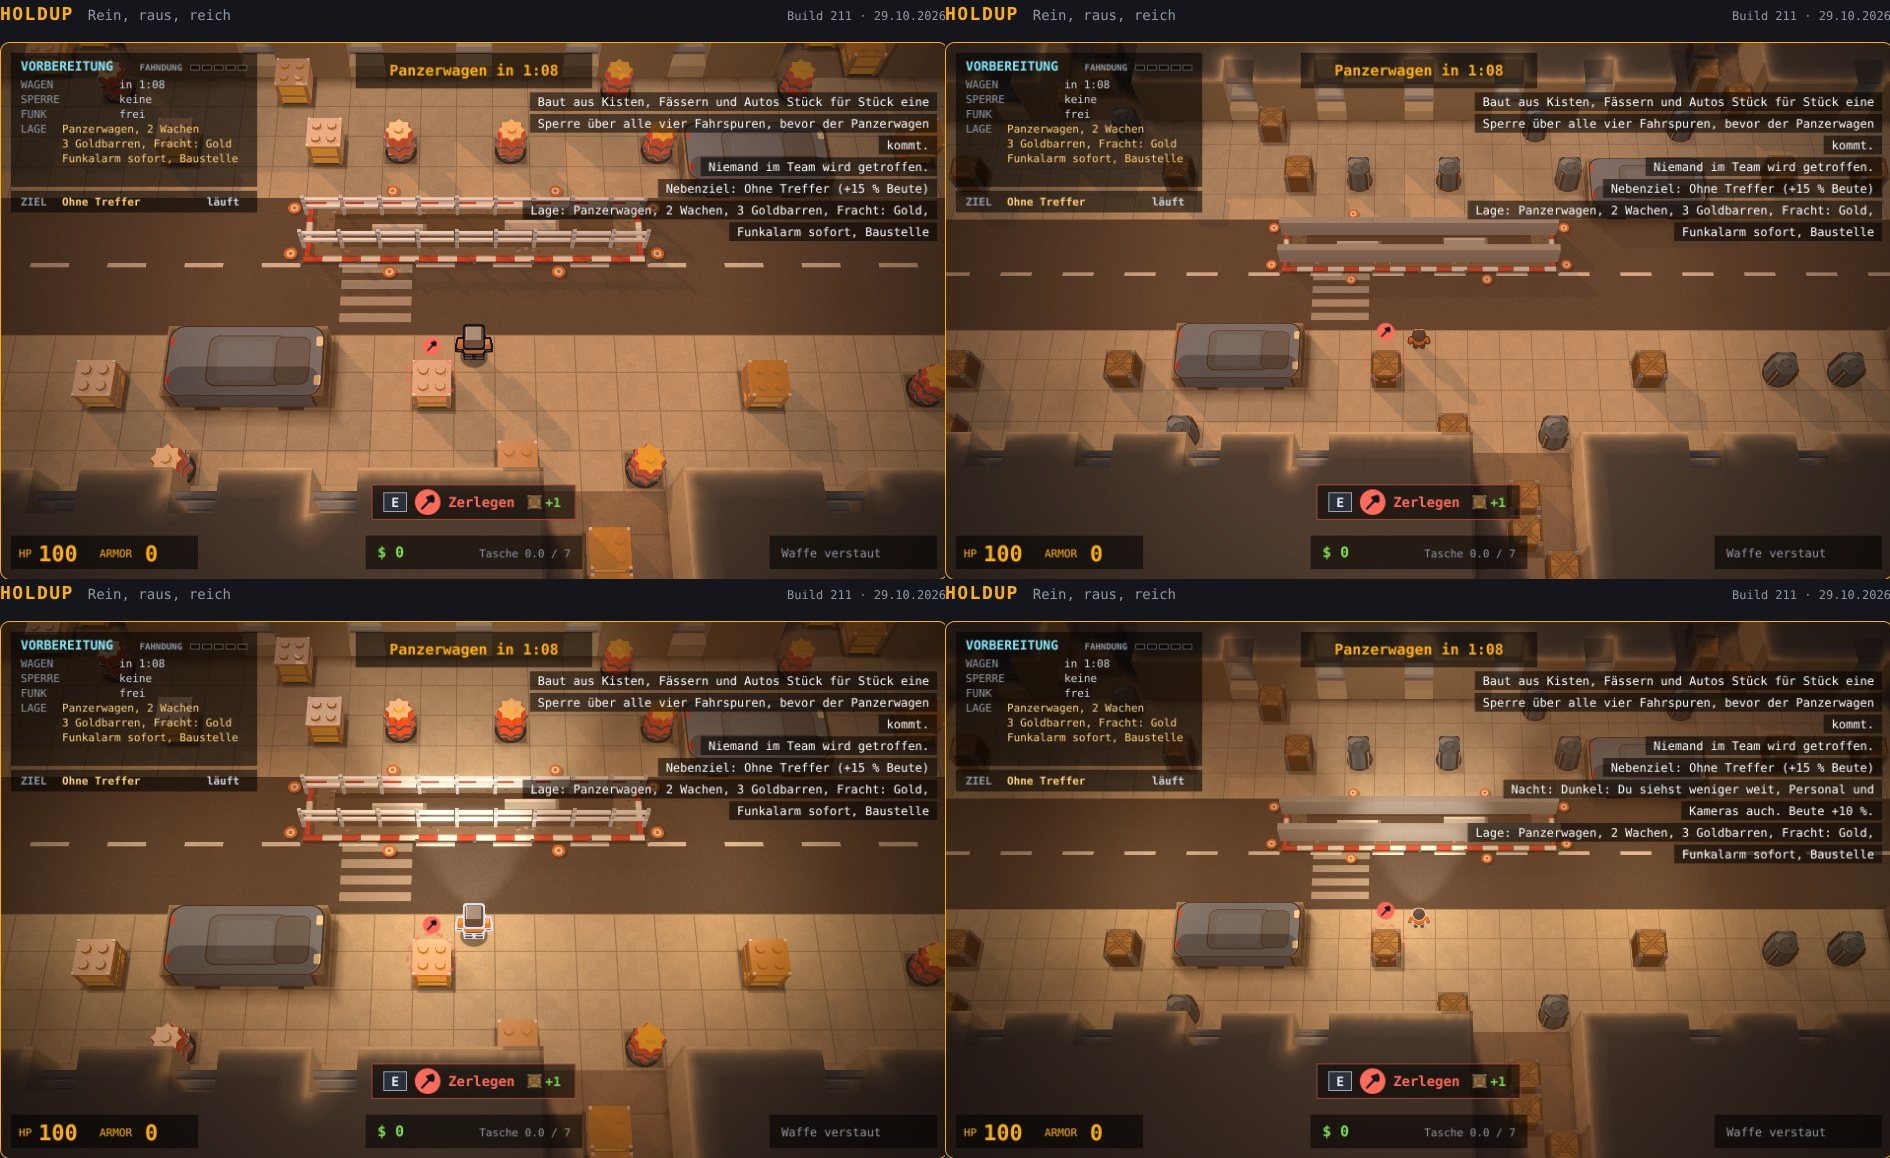 HOLDUP Rein, raus, reich Build 211 · 29.10.2026
VORBEREITUNG FAHNDUNG
WAGEN in 1:08
SPERRE keine
FUNK frei
LAGE Panzerwagen, 2 Wachen
3 Goldbarren, Fracht: Gold
Funkalarm sofort, Baustelle
ZIEL Ohne Treffer läuft
Panzerwagen in 1:08
Baut aus Kisten, Fässern und Autos Stück für Stück eine
Sperre über alle vier Fahrspuren, bevor der Panzerwagen
kommt.
Niemand im Team wird getroffen.
Nebenziel: Ohne Treffer (+15 % Beute)
Lage: Panzerwagen, 2 Wachen, 3 Goldbarren, Fracht: Gold,
Funkalarm sofort, Baustelle
E Zerlegen +1
HP 100 ARMOR 0
$ 0 Tasche 0.0 / 7
Waffe verstaut
HOLDUP Rein, raus, reich Build 211 · 29.10.2026
VORBEREITUNG FAHNDUNG
WAGEN in 1:08
SPERRE keine
FUNK frei
LAGE Panzerwagen, 2 Wachen
3 Goldbarren, Fracht: Gold
Funkalarm sofort, Baustelle
ZIEL Ohne Treffer läuft
Panzerwagen in 1:08
Baut aus Kisten, Fässern und Autos Stück für Stück eine
Sperre über alle vier Fahrspuren, bevor der Panzerwagen
kommt.
Niemand im Team wird getroffen.
Nebenziel: Ohne Treffer (+15 % Beute)
Lage: Panzerwagen, 2 Wachen, 3 Goldbarren, Fracht: Gold,
Funkalarm sofort, Baustelle
E Zerlegen +1
HP 100 ARMOR 0
$ 0 Tasche 0.0 / 7
Waffe verstaut
HOLDUP Rein, raus, reich Build 211 · 29.10.2026
VORBEREITUNG FAHNDUNG
WAGEN in 1:08
SPERRE keine
FUNK frei
LAGE Panzerwagen, 2 Wachen
3 Goldbarren, Fracht: Gold
Funkalarm sofort, Baustelle
ZIEL Ohne Treffer läuft
Panzerwagen in 1:08
Baut aus Kisten, Fässern und Autos Stück für Stück eine
Sperre über alle vier Fahrspuren, bevor der Panzerwagen
kommt.
Niemand im Team wird getroffen.
Nebenziel: Ohne Treffer (+15 % Beute)
Lage: Panzerwagen, 2 Wachen, 3 Goldbarren, Fracht: Gold,
Funkalarm sofort, Baustelle
E Zerlegen +1
HP 100 ARMOR 0
$ 0 Tasche 0.0 / 7
Waffe verstaut
HOLDUP Rein, raus, reich Build 211 · 29.10.2026
VORBEREITUNG FAHNDUNG
WAGEN in 1:08
SPERRE keine
FUNK frei
LAGE Panzerwagen, 2 Wachen
3 Goldbarren, Fracht: Gold
Funkalarm sofort, Baustelle
ZIEL Ohne Treffer läuft
Panzerwagen in 1:08
Baut aus Kisten, Fässern und Autos Stück für Stück eine
Sperre über alle vier Fahrspuren, bevor der Panzerwagen
kommt.
Niemand im Team wird getroffen.
Nebenziel: Ohne Treffer (+15 % Beute)
Nacht: Dunkel: Du siehst weniger weit, Personal und
Kameras auch. Beute +10 %.
Lage: Panzerwagen, 2 Wachen, 3 Goldbarren, Fracht: Gold,
Funkalarm sofort, Baustelle
E Zerlegen +1
HP 100 ARMOR 0
$ 0 Tasche 0.0 / 7
Waffe verstaut